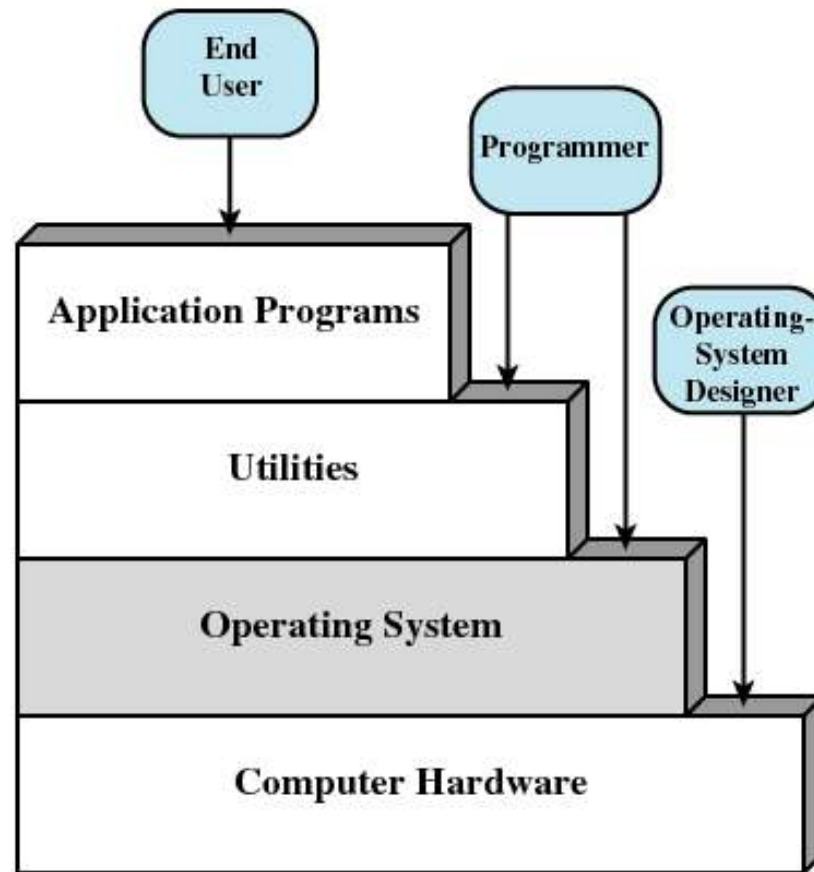 End
User
Programmer
Operating-
System
Designer
Application Programs
Utilities
Operating System
Computer Hardware